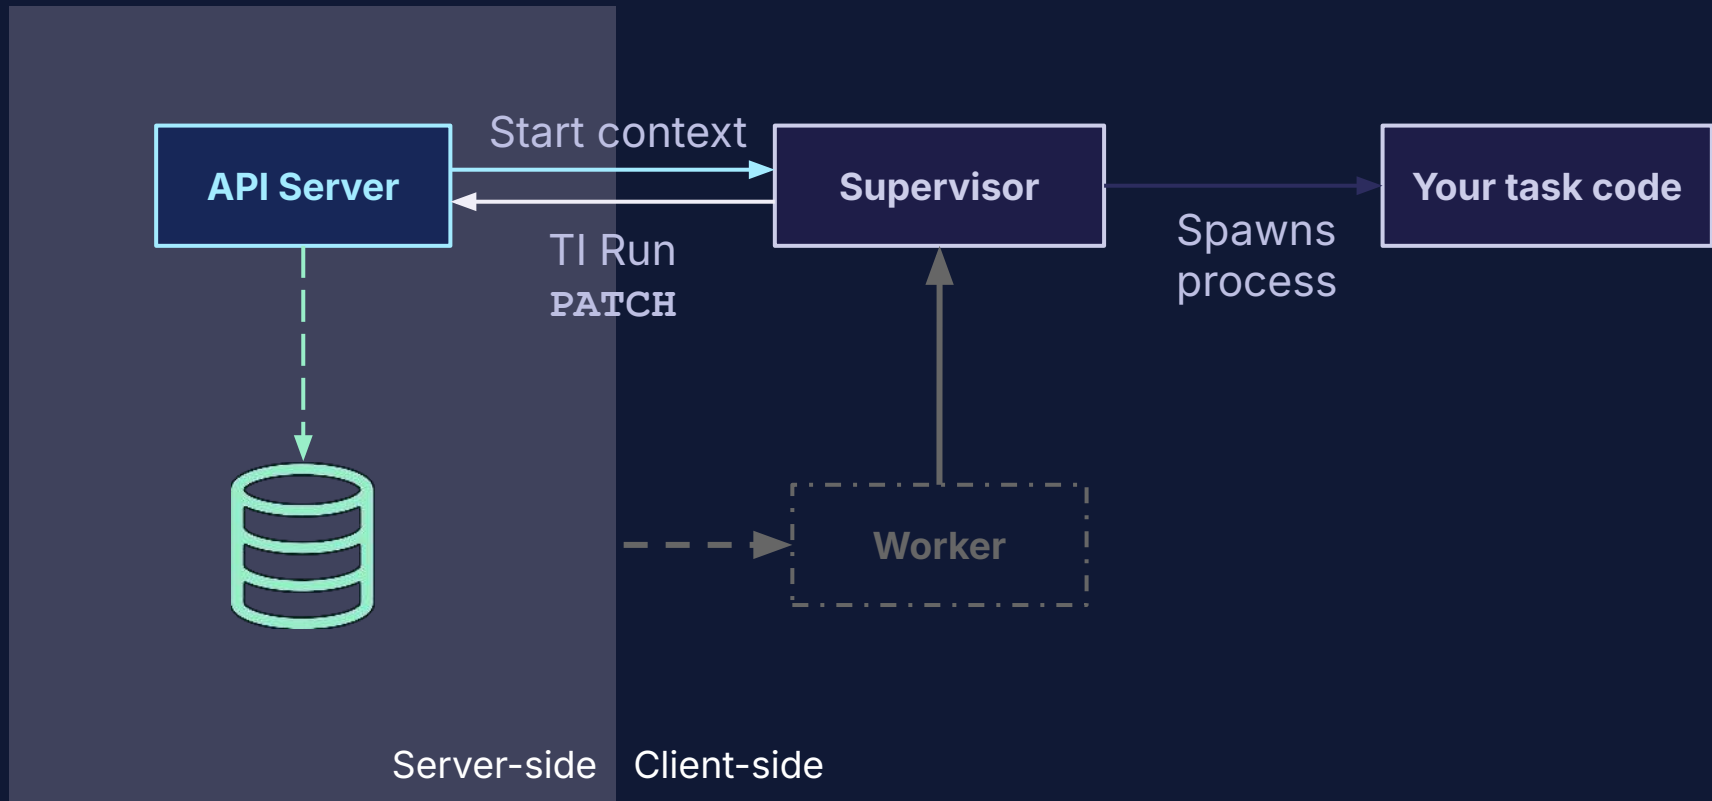 Start context
API Server
Supervisor
Your task code
TI Run
PATCH
Spawns
process
Worker
Server-side
Client-side